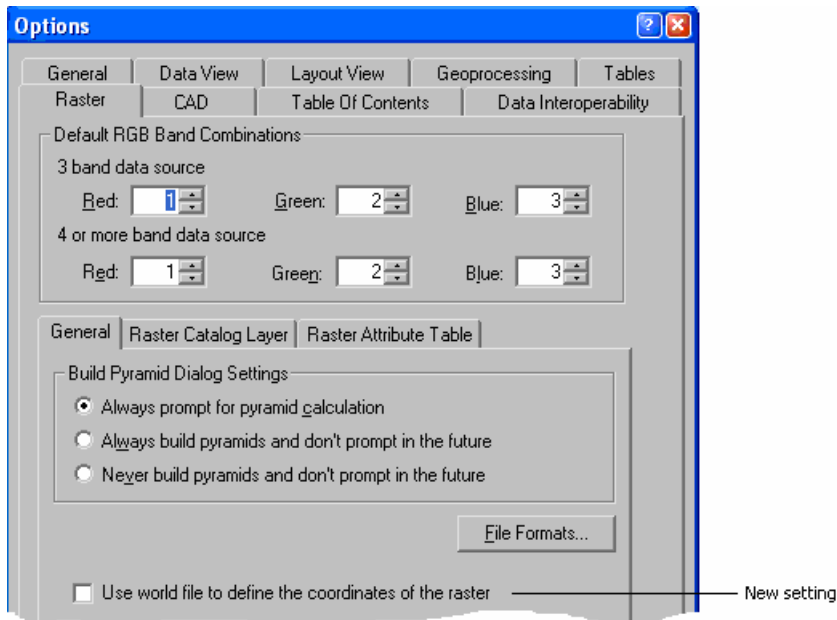 Options
General Data View Layout View Geoprocessing Tables
Raster CAD Table Of Contents Data Interoperability
Default RGB Band Combinations
3 band data source
Red: 1 Green: 2 Blue: 3
4 or more band data source
Red: 1 Green: 2 Blue: 3
General Raster Catalog Layer Raster Attribute Table
Build Pyramid Dialog Settings
Always prompt for pyramid calculation
Always build pyramids and don't prompt in the future
Never build pyramids and don't prompt in the future
File Formats...
Use world file to define the coordinates of the raster New setting